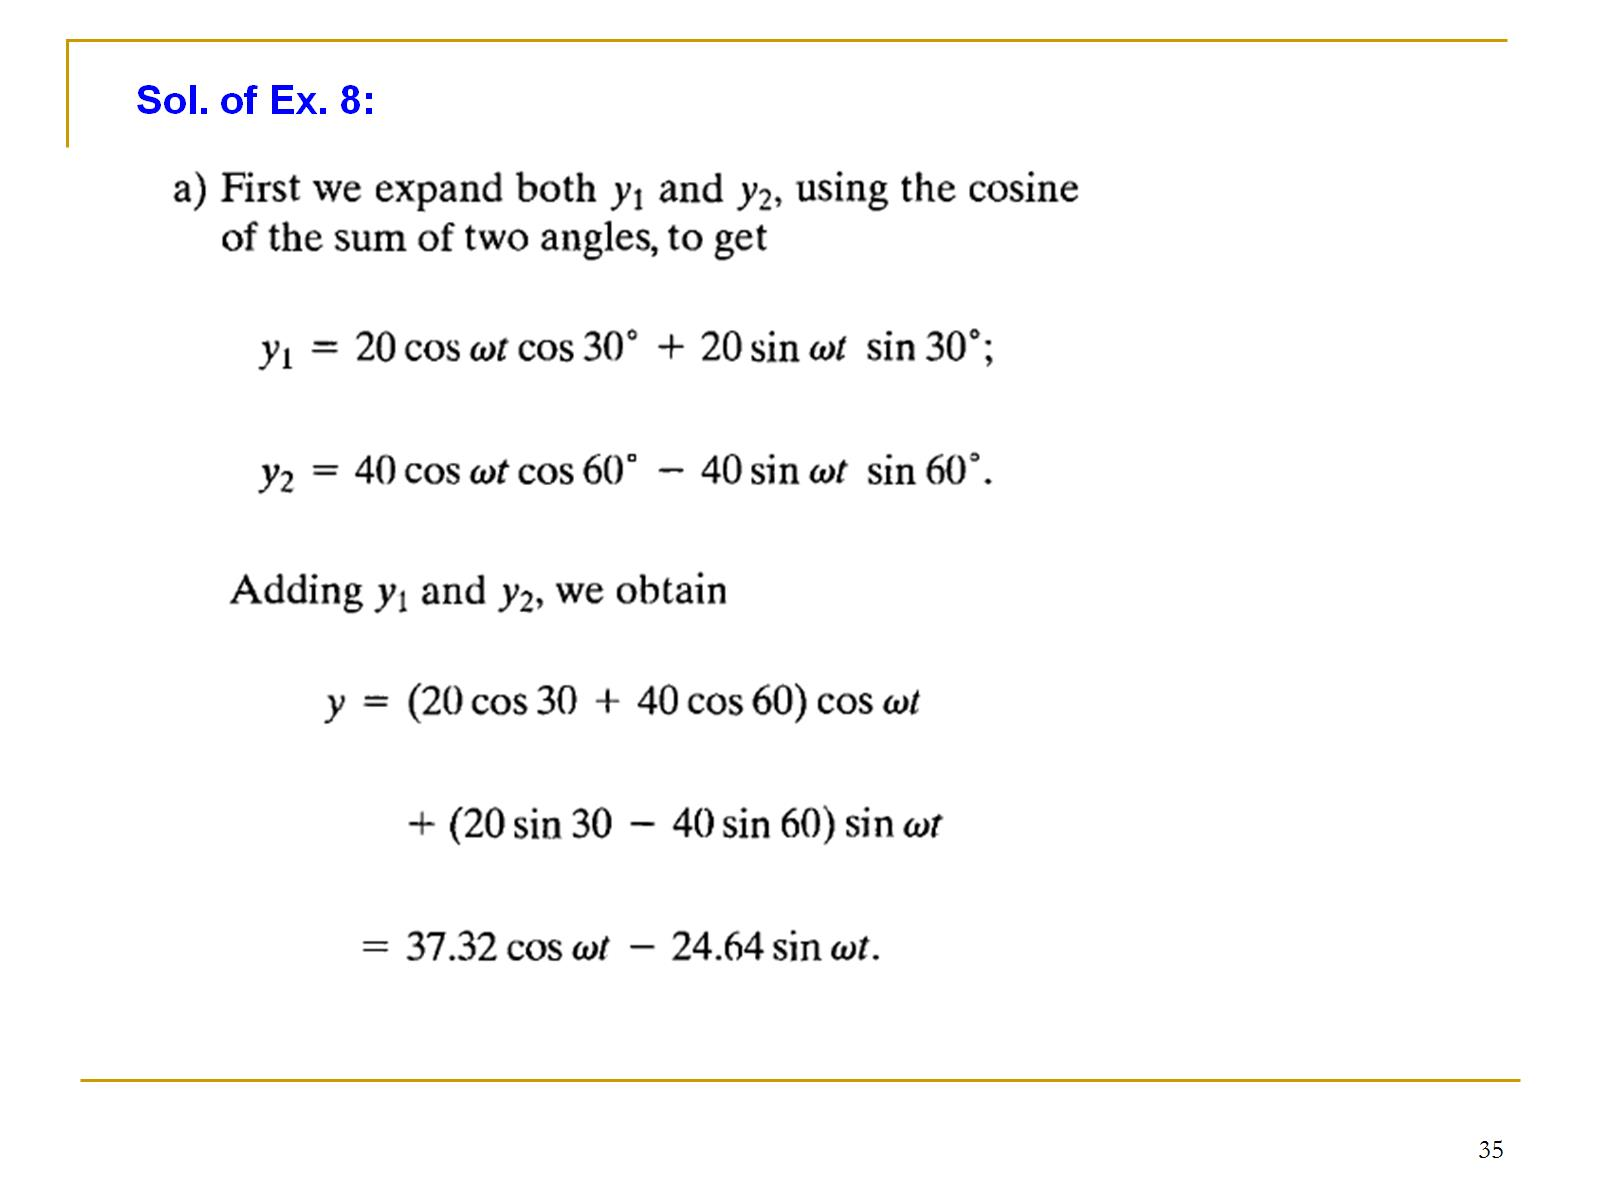 Sol. of Ex. 8:
a) First we expand both y₁ and y₂, using the cosine
of the sum of two angles, to get
y₁ = 20 cos ωt cos 30° + 20 sin ωt sin 30°;
y₂ = 40 cos ωt cos 60° − 40 sin ωt sin 60°.
Adding y₁ and y₂, we obtain
y = (20 cos 30 + 40 cos 60) cos ωt
+ (20 sin 30 − 40 sin 60) sin ωt
= 37.32 cos ωt − 24.64 sin ωt.
35